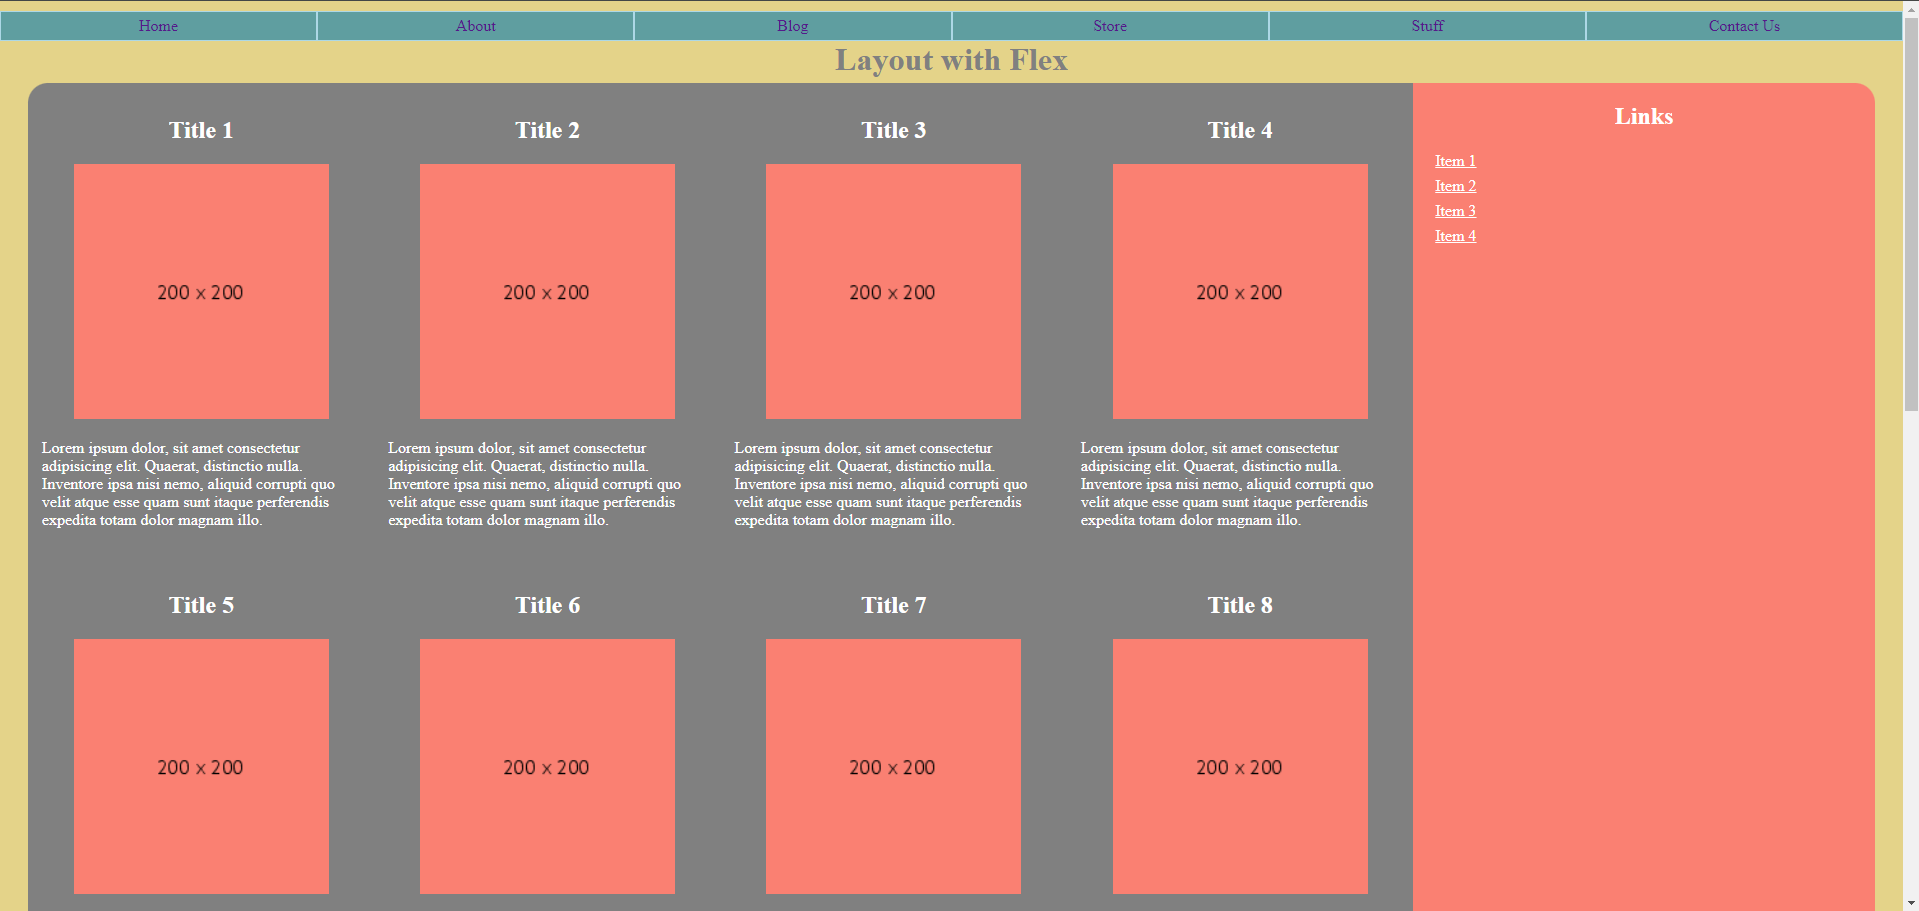 Home About Blog Store Stuff Contact Us
Layout with Flex
Title 1
200 x 200
Lorem ipsum dolor, sit amet consectetur
adipisicing elit. Quaerat, distinctio nulla.
Inventore ipsa nisi nemo, aliquid corrupti quo
velit atque esse quam sunt itaque perferendis
expedita totam dolor magnam illo.
Title 2
200 x 200
Lorem ipsum dolor, sit amet consectetur
adipisicing elit. Quaerat, distinctio nulla.
Inventore ipsa nisi nemo, aliquid corrupti quo
velit atque esse quam sunt itaque perferendis
expedita totam dolor magnam illo.
Title 3
200 x 200
Lorem ipsum dolor, sit amet consectetur
adipisicing elit. Quaerat, distinctio nulla.
Inventore ipsa nisi nemo, aliquid corrupti quo
velit atque esse quam sunt itaque perferendis
expedita totam dolor magnam illo.
Title 4
200 x 200
Lorem ipsum dolor, sit amet consectetur
adipisicing elit. Quaerat, distinctio nulla.
Inventore ipsa nisi nemo, aliquid corrupti quo
velit atque esse quam sunt itaque perferendis
expedita totam dolor magnam illo.
Title 5
200 x 200
Title 6
200 x 200
Title 7
200 x 200
Title 8
200 x 200
Links
Item 1
Item 2
Item 3
Item 4